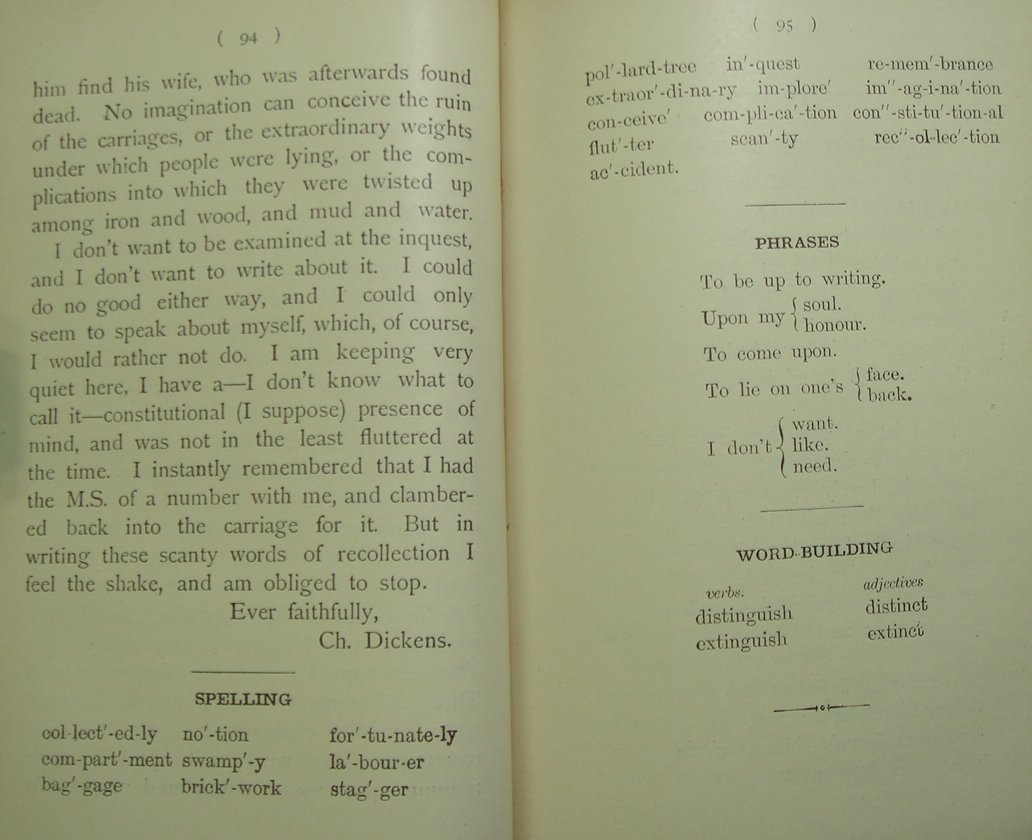 ( 94 )
him find his wife, who was afterwards found
dead. No imagination can conceive the ruin
of the carriages, or the extraordinary weights
under which people were lying, or the com-
plications into which they were twisted up
among iron and wood, and mud and water.
I don't want to be examined at the inquest,
and I don't want to write about it. I could
do no good either way, and I could only
seem to speak about myself, which, of course,
I would rather not do. I am keeping very
quiet here, I have a—I don't know what to
call it—constitutional (I suppose) presence of
mind, and was not in the least fluttered at
the time. I instantly remembered that I had
the M.S. of a number with me, and clamber-
ed back into the carriage for it. But in
writing these scanty words of recollection I
feel the shake, and am obliged to stop.
Ever faithfully,
Ch. Dickens.
SPELLING
col-lect'-ed-ly no'-tion for'-tu-nate-ly
com-part'-ment swamp'-y la'-bour-er
bag'-gage brick'-work stag'-ger
( 95 )
pol'-lard-tree in'-quest re-mem'-brance
ex-traor'-di-na-ry im-plore' im''-ag-i-na'-tion
con-ceive' com-pli-ca'-tion con''-sti-tu'-tion-al
flut'-ter scan'-ty rec''-ol-lec'-tion
ac'-cident.
PHRASES
To be up to writing.
Upon my { soul.
honour.
To come upon.
To lie on one's { face.
back.
I don't { want.
like.
need.
WORD-BUILDING
verbs. adjectives
distinguish distinct
extinguish extinct